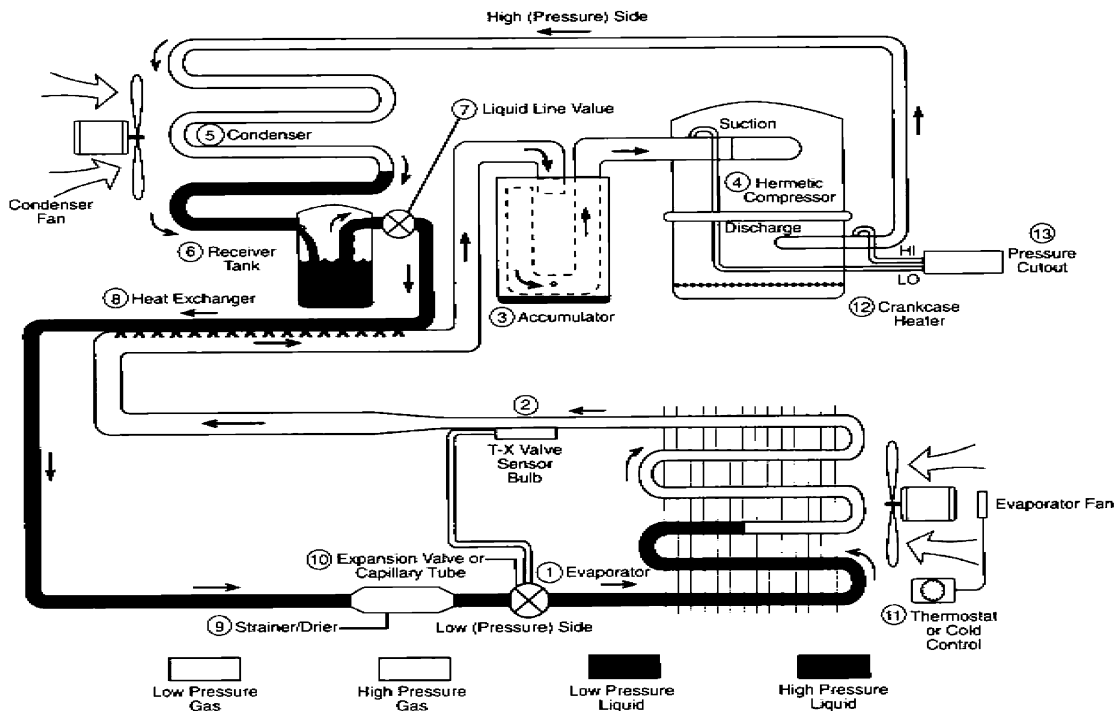 High (Pressure) Side
⑦ Liquid Line Value
⑤ Condenser
Suction
④ Hermetic
Compressor
Condenser
Fan
Discharge
⑥ Receiver
Tank
HI
LO
⑬
Pressure
Cutout
⑧ Heat Exchanger
③ Accumulator
⑫ Crankcase
Heater
②
T-X Valve
Sensor
Bulb
Evaporator Fan
⑩ Expansion Valve or
Capillary Tube
① Evaporator
⑨ Strainer/Drier
Low (Pressure) Side
⑪ Thermostat
or Cold
Control
Low Pressure
Gas
High Pressure
Gas
Low Pressure
Liquid
High Pressure
Liquid